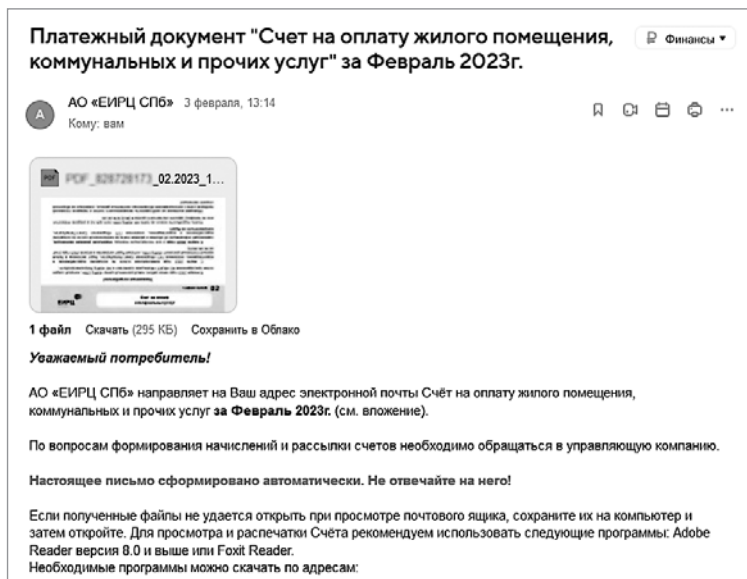 Платежный документ "Счет на оплату жилого помещения,
коммунальных и прочих услуг" за Февраль 2023г.
Финансы
А
АО «ЕИРЦ СПб» 3 февраля, 13:14
Кому: вам
PDF
_02.2023_1...
ЕИРЦ
1 файл Скачать (295 КБ) Сохранить в Облако
Уважаемый потребитель!
АО «ЕИРЦ СПб» направляет на Ваш адрес электронной почты Счёт на оплату жилого помещения,
коммунальных и прочих услуг за Февраль 2023г. (см. вложение).
По вопросам формирования начислений и рассылки счетов необходимо обращаться в управляющую компанию.
Настоящее письмо сформировано автоматически. Не отвечайте на него!
Если полученные файлы не удается открыть при просмотре почтового ящика, сохраните их на компьютер и
затем откройте. Для просмотра и распечатки Счёта рекомендуем использовать следующие программы: Adobe
Reader версия 8.0 и выше или Foxit Reader.
Необходимые программы можно скачать по адресам: